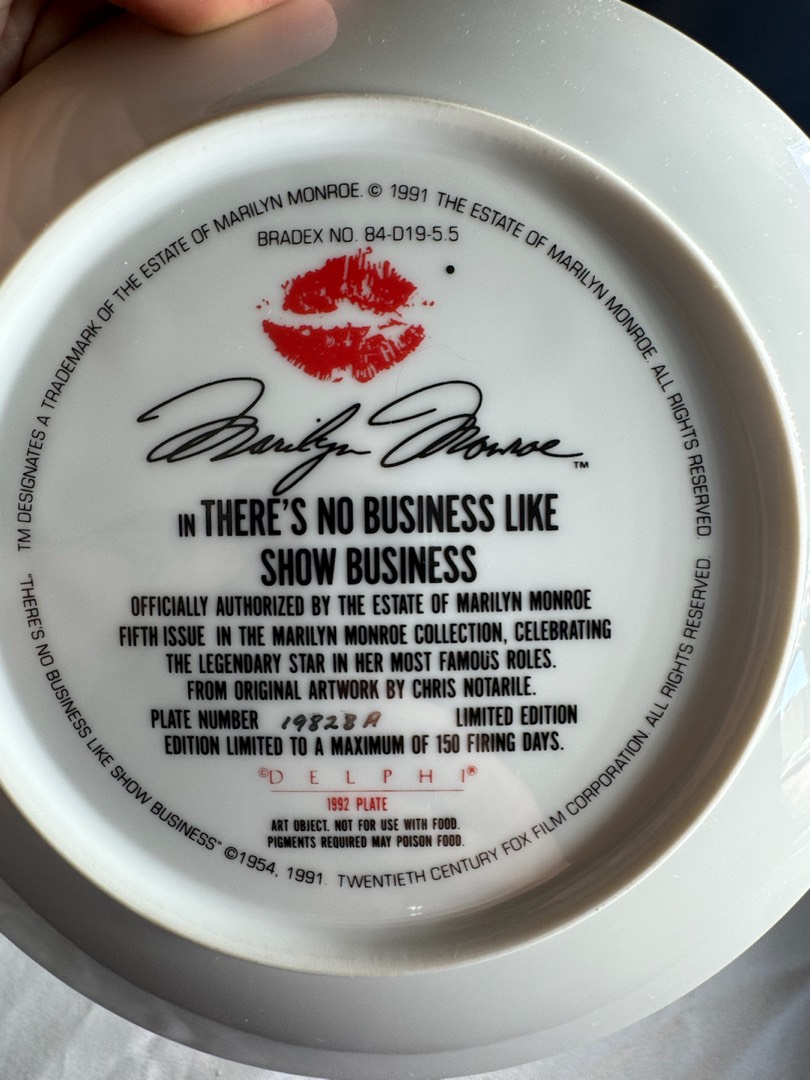 TM DESIGNATES A TRADEMARK OF THE ESTATE OF MARILYN MONROE. © 1991 THE ESTATE OF MARILYN MONROE. ALL RIGHTS RESERVED.
BRADEX NO. 84-D19-5.5
Marilyn Monroe™
IN THERE'S NO BUSINESS LIKE
SHOW BUSINESS
OFFICIALLY AUTHORIZED BY THE ESTATE OF MARILYN MONROE
FIFTH ISSUE IN THE MARILYN MONROE COLLECTION, CELEBRATING
THE LEGENDARY STAR IN HER MOST FAMOUS ROLES.
FROM ORIGINAL ARTWORK BY CHRIS NOTARILE.
PLATE NUMBER 19828A LIMITED EDITION
EDITION LIMITED TO A MAXIMUM OF 150 FIRING DAYS.
©DELPHI®
1992 PLATE
ART OBJECT. NOT FOR USE WITH FOOD.
PIGMENTS REQUIRED MAY POISON FOOD.
"THERE'S NO BUSINESS LIKE SHOW BUSINESS" ©1954, 1991. TWENTIETH CENTURY FOX FILM CORPORATION. ALL RIGHTS RESERVED.